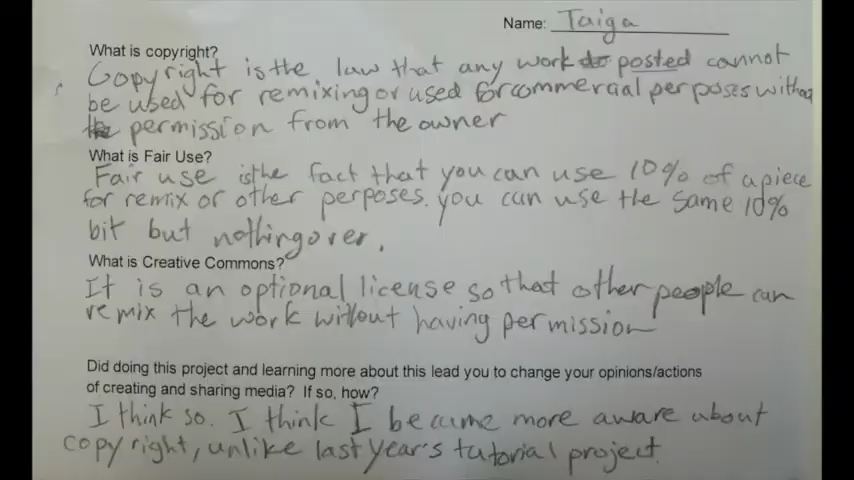 Name: Taiga
What is copyright?
Copyright is the law that any work posted cannot
be used for remixing or used for commercial perposes without
permission from the owner
What is Fair Use?
Fair use is the fact that you can use 10% of a piece
for remix or other perposes. you can use the same 10%
bit but nothing over.
What is Creative Commons?
It is an optional license so that other people can
remix the work without having permission
Did doing this project and learning more about this lead you to change your opinions/actions
of creating and sharing media? If so, how?
I think so. I think I became more aware about
copyright, unlike last year's tutorial project.